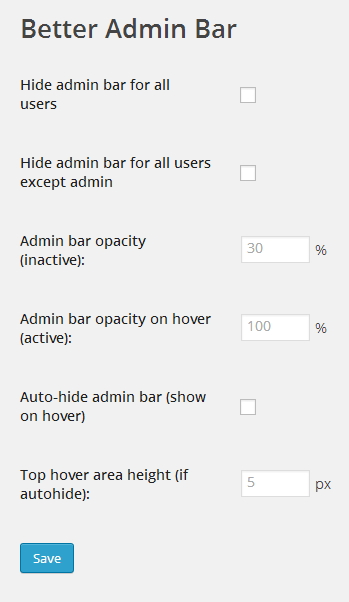 Better Admin Bar
Hide admin bar for all
users
Hide admin bar for all users
except admin
Admin bar opacity
(inactive):
30 %
Admin bar opacity on hover
(active):
100 %
Auto-hide admin bar (show
on hover)
Top hover area height (if
autohide):
5 px
Save